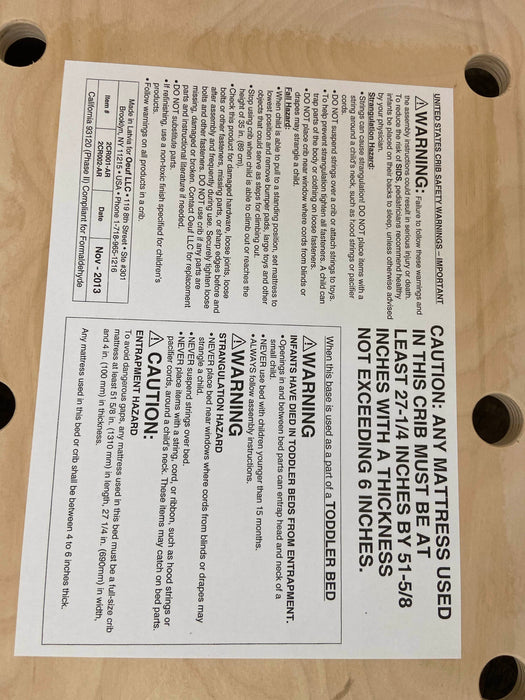 UNITED STATES CRIB SAFETY WARNINGS – IMPORTANT
WARNING: Failure to follow these warnings and
the assembly instructions could result in serious injury or death.
To reduce the risk of SIDS, pediatricians recommend healthy
infants be placed on their backs to sleep, unless otherwise advised
by your physician.
Strangulation Hazard:
•Strings can cause strangulation! DO NOT place items with a
string around a child's neck, such as hood strings or pacifier
cords.
•DO NOT suspend strings over a crib or attach strings to toys.
•To help prevent strangulation tighten all fasteners. A child can
trap parts of the body or clothing on loose fasteners.
•DO NOT place crib near window where cords from blinds or
drapes may strangle a child.
Fall Hazard:
•When child is able to pull to a standing position, set mattress to
lowest position and remove bumper pads, large toys and other
objects that could serve as steps for climbing out.
•Stop using crib when child is able to climb out or reaches the
height of 35 in. (89 cm).
•Check this product for damaged hardware, loose joints, loose
bolts or other fasteners, missing parts, or sharp edges before and
after assembly and frequently during use. Securely tighten loose
bolts and other fasteners. DO NOT use crib if any parts are
missing, damaged or broken. Contact Oeuf LLC for replacement
parts and instructional literature if needed.
•DO NOT substitute parts.
•If refinishing, use a non-toxic finish specified for children's
products.
•Follow warnings on all products in a crib.
Made in Latvia for Oeuf LLC • 119 8th Street • Ste #301
Brooklyn, NY 11215 • USA • Phone 1-718-965-1216
Item # 2CR001-AR
2CR002-AR Date Nov - 2013
California 93120 (Phase II) Compliant for Formaldehyde
CAUTION: ANY MATTRESS USED
IN THIS CRIB MUST BE AT
LEAST 27-1/4 INCHES BY 51-5/8
INCHES WITH A THICKNESS
NOT EXCEEDING 6 INCHES.
When this base is used as a part of a TODDLER BED
WARNING
INFANTS HAVE DIED IN TODDLER BEDS FROM ENTRAPMENT.
•Openings in and between bed parts can entrap head and neck of a
small child.
•NEVER use bed with children younger than 15 months.
•ALWAYS follow assembly instructions.
WARNING
STRANGULATION HAZARD
•NEVER place bed near windows where cords from blinds or drapes may
strangle a child.
•NEVER suspend strings over bed.
•NEVER place items with a string, cord, or ribbon, such as hood strings or
pacifier cords, around a child's neck. These items may catch on bed parts.
CAUTION:
ENTRAPMENT HAZARD
To avoid dangerous gaps, any mattress used in this bed must be a full-size crib
mattress at least 51 5/8 in. (1310 mm) in length, 27 1/4 in. (690mm) in width,
and 4 in. (100 mm) in thickness.
Any mattress used in this bed or crib shall be between 4 to 6 inches thick.